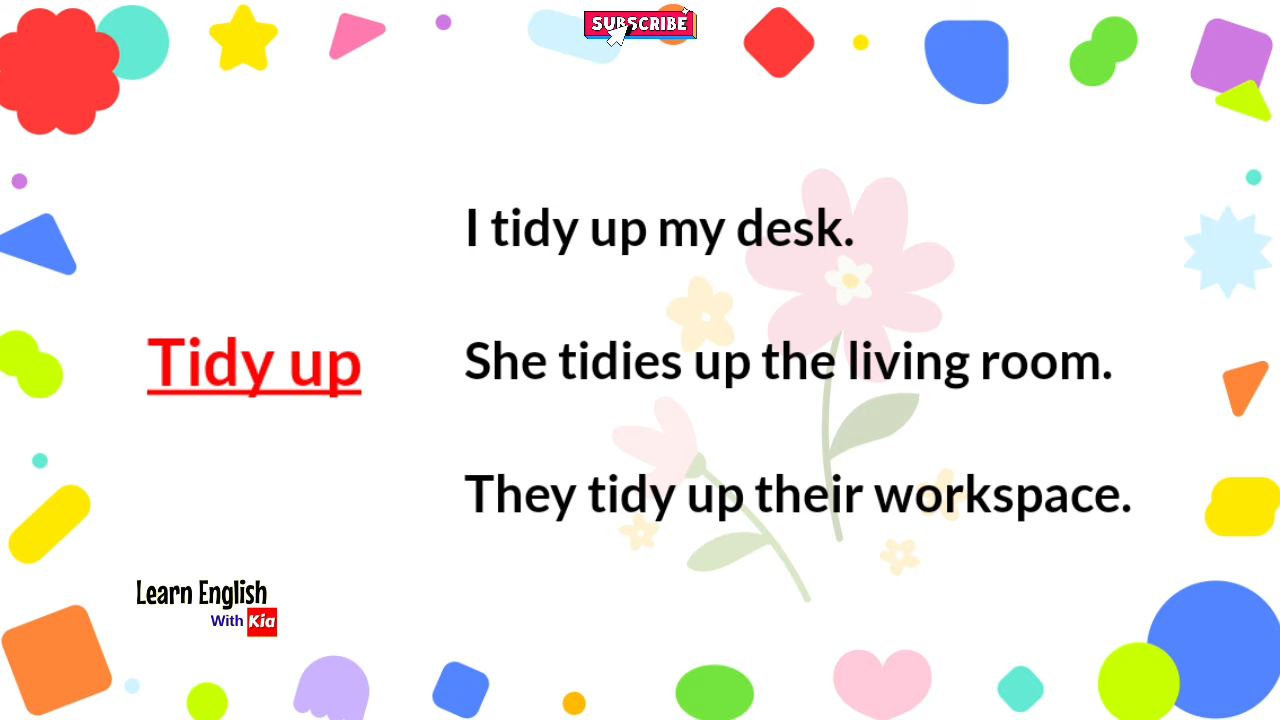 SUBSCRIBE
I tidy up my desk.
Tidy up
She tidies up the living room.
They tidy up their workspace.
Learn English
With Kia